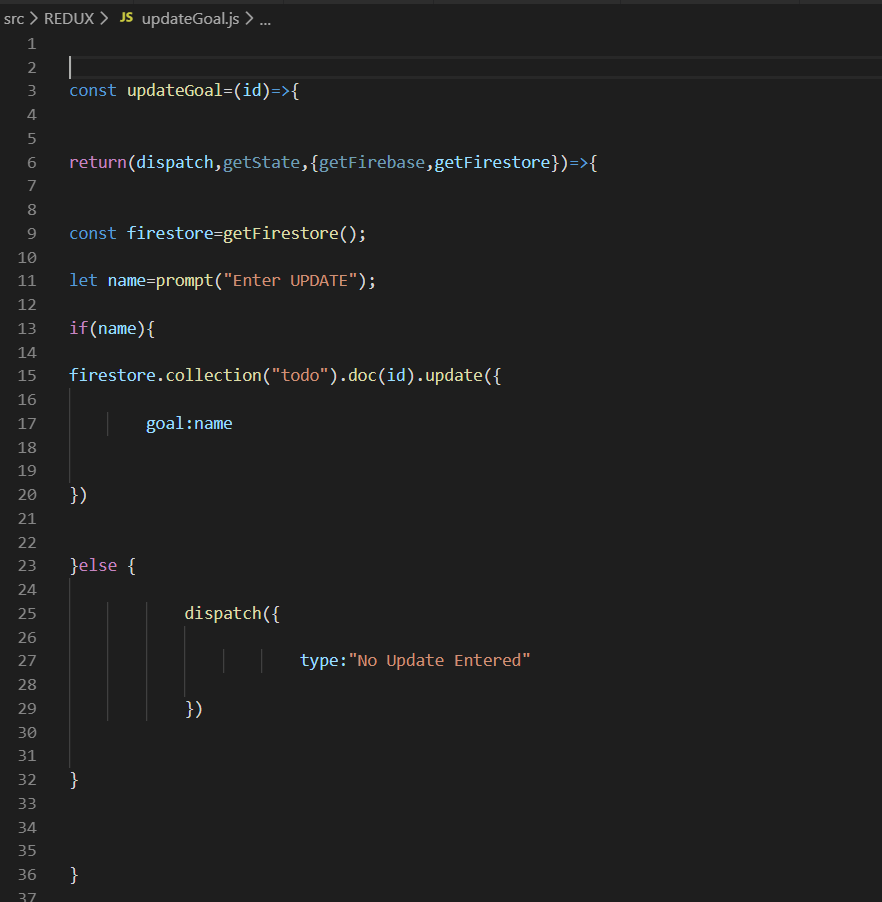 src > REDUX > JS updateGoal.js > ...
1
2
3 const updateGoal=(id)=>{
4
5
6 return(dispatch,getState,{getFirebase,getFirestore})=>{
7
8
9 const firestore=getFirestore();
10
11 let name=prompt("Enter UPDATE");
12
13 if(name){
14
15 firestore.collection("todo").doc(id).update({
16
17 goal:name
18
19
20 })
21
22
23 }else {
24
25 dispatch({
26
27 type:"No Update Entered"
28
29 })
30
31
32 }
33
34
35
36 }
37